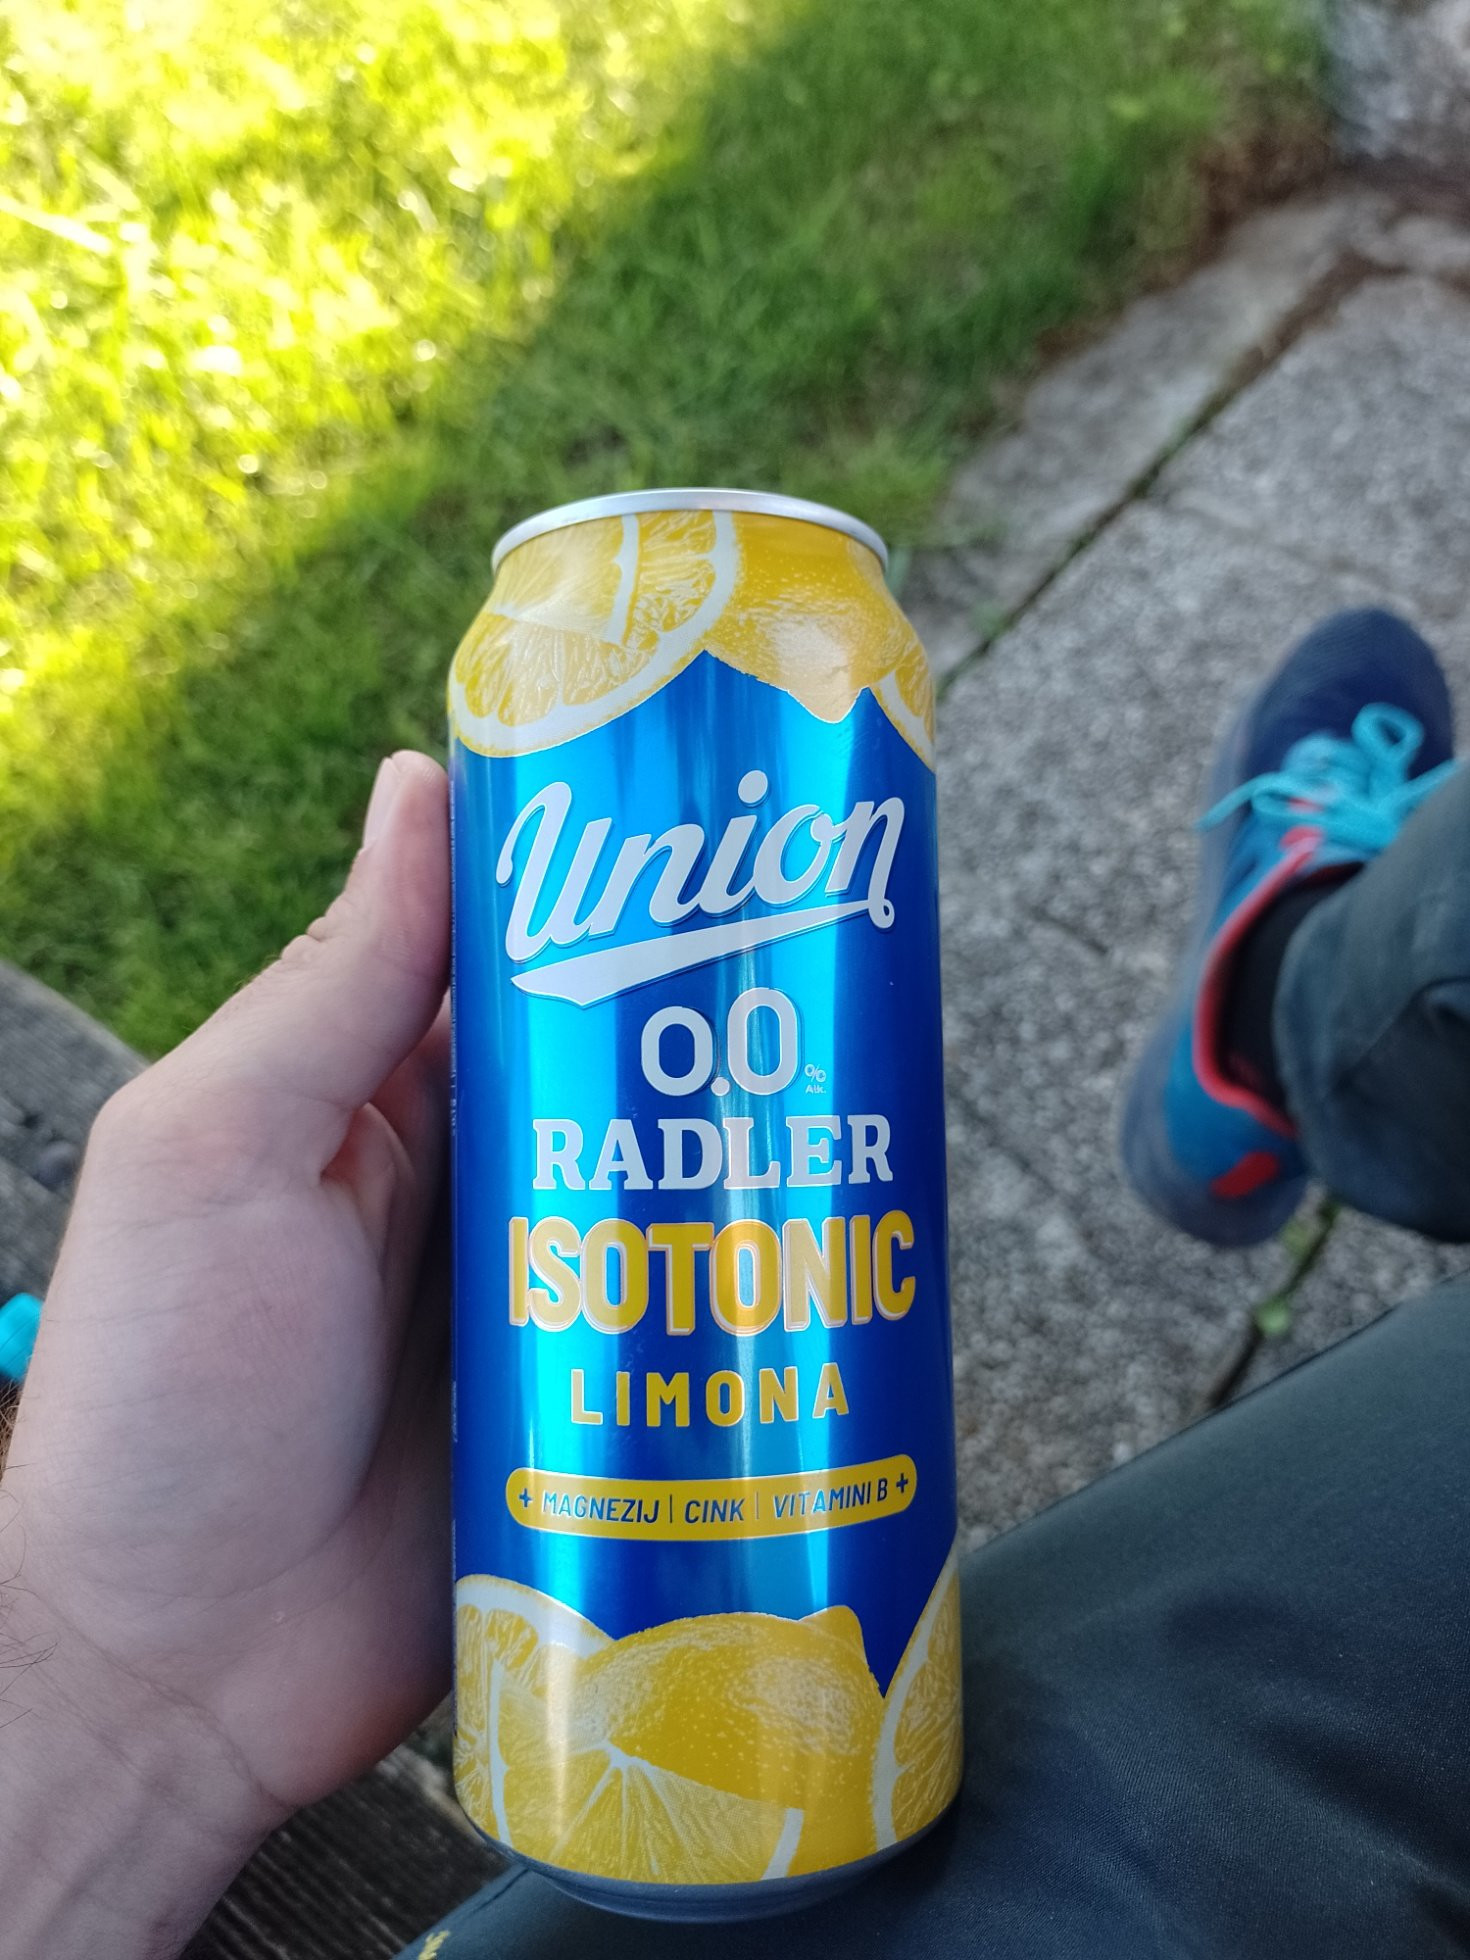 Union
0.0 % Alk.
RADLER
ISOTONIC
LIMONA
+ MAGNEZIJ | CINK | VITAMINI B +